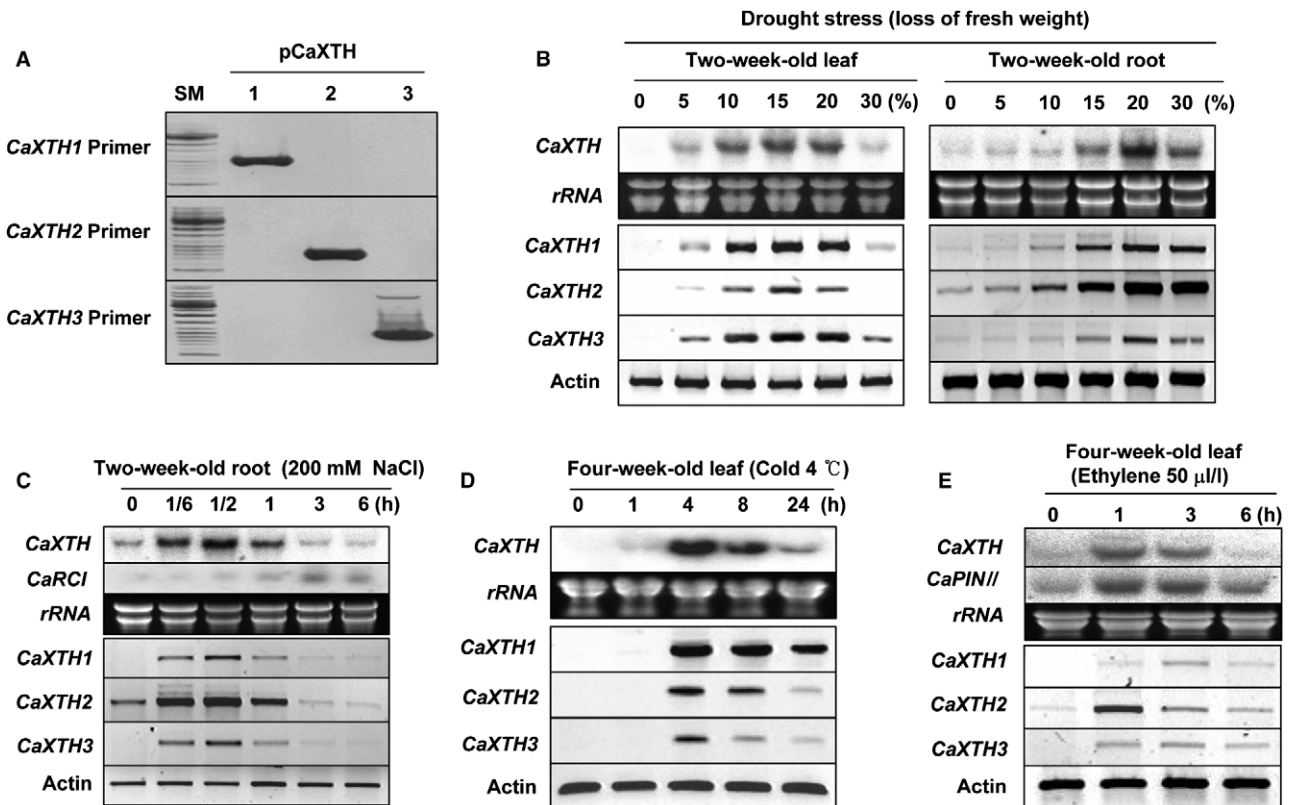 A
pCaXTH
SM 1 2 3
CaXTH1 Primer
CaXTH2 Primer
CaXTH3 Primer
Drought stress (loss of fresh weight)
B
Two-week-old leaf Two-week-old root
0 5 10 15 20 30 (%) 0 5 10 15 20 30 (%)
CaXTH
rRNA
CaXTH1
CaXTH2
CaXTH3
Actin
C
Two-week-old root (200 mM NaCl)
0 1/6 1/2 1 3 6 (h)
CaXTH
CaRCI
rRNA
CaXTH1
CaXTH2
CaXTH3
Actin
D
Four-week-old leaf (Cold 4 ℃)
0 1 4 8 24 (h)
CaXTH
rRNA
CaXTH1
CaXTH2
CaXTH3
Actin
E
Four-week-old leaf
(Ethylene 50 µl/l)
0 1 3 6 (h)
CaXTH
CaPINII
rRNA
CaXTH1
CaXTH2
CaXTH3
Actin